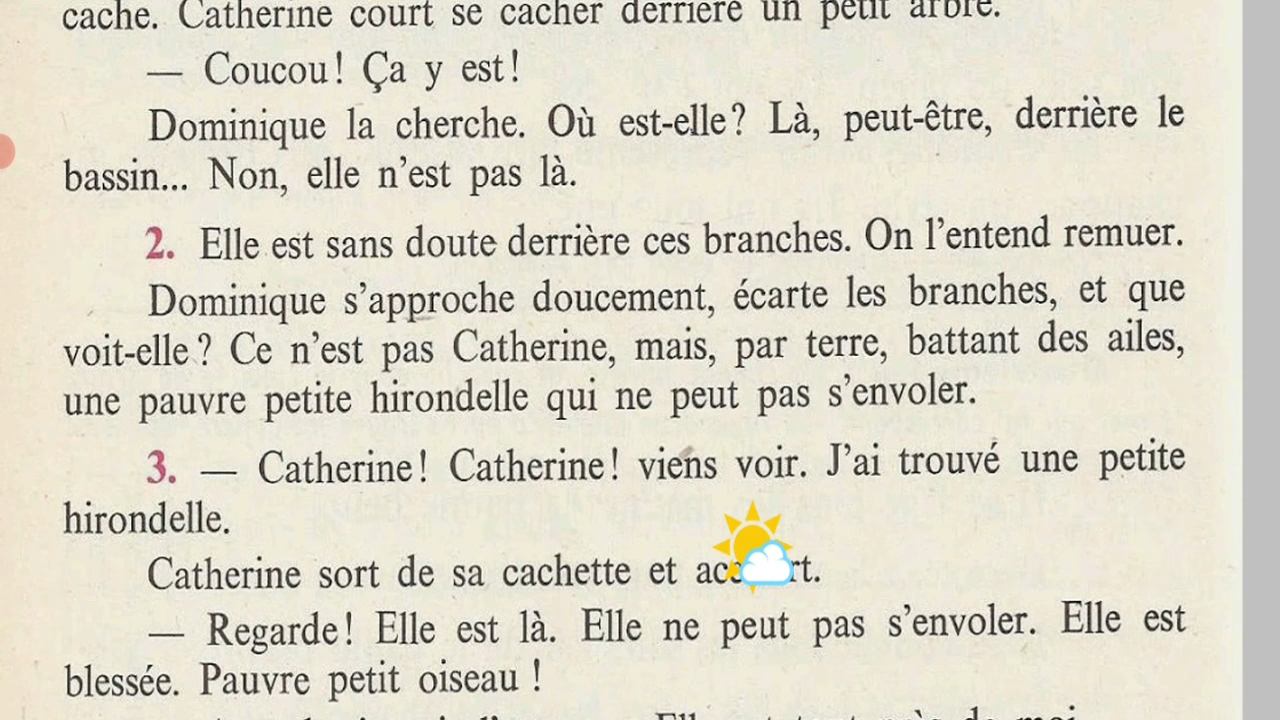 cache. Catherine court se cacher derrière un petit arbre.
— Coucou! Ça y est!
Dominique la cherche. Où est-elle? Là, peut-être, derrière le
bassin... Non, elle n'est pas là.
2. Elle est sans doute derrière ces branches. On l'entend remuer.
Dominique s'approche doucement, écarte les branches, et que
voit-elle? Ce n'est pas Catherine, mais, par terre, battant des ailes,
une pauvre petite hirondelle qui ne peut pas s'envoler.
3. — Catherine! Catherine! viens voir. J'ai trouvé une petite
hirondelle.
Catherine sort de sa cachette et
— Regarde! Elle est là. Elle ne peut pas s'envoler. Elle est
blessée. Pauvre petit oiseau !